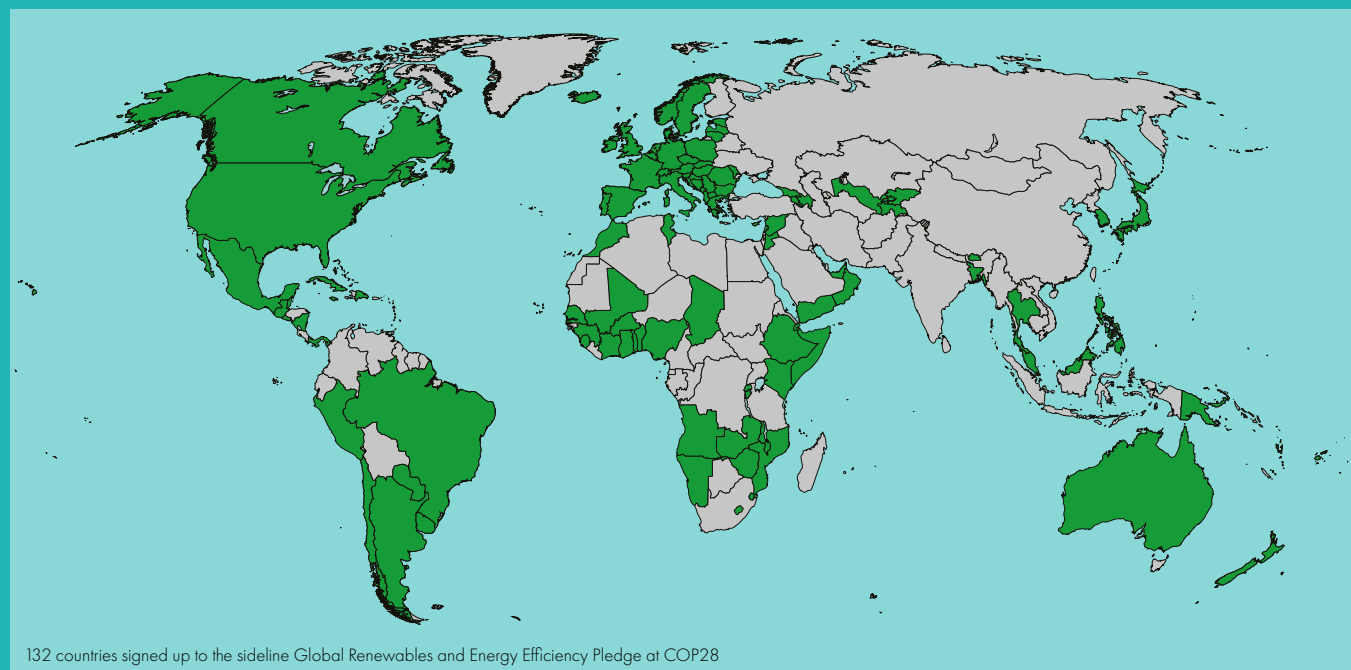 132 countries signed up to the sideline Global Renewables and Energy Efficiency Pledge at COP28